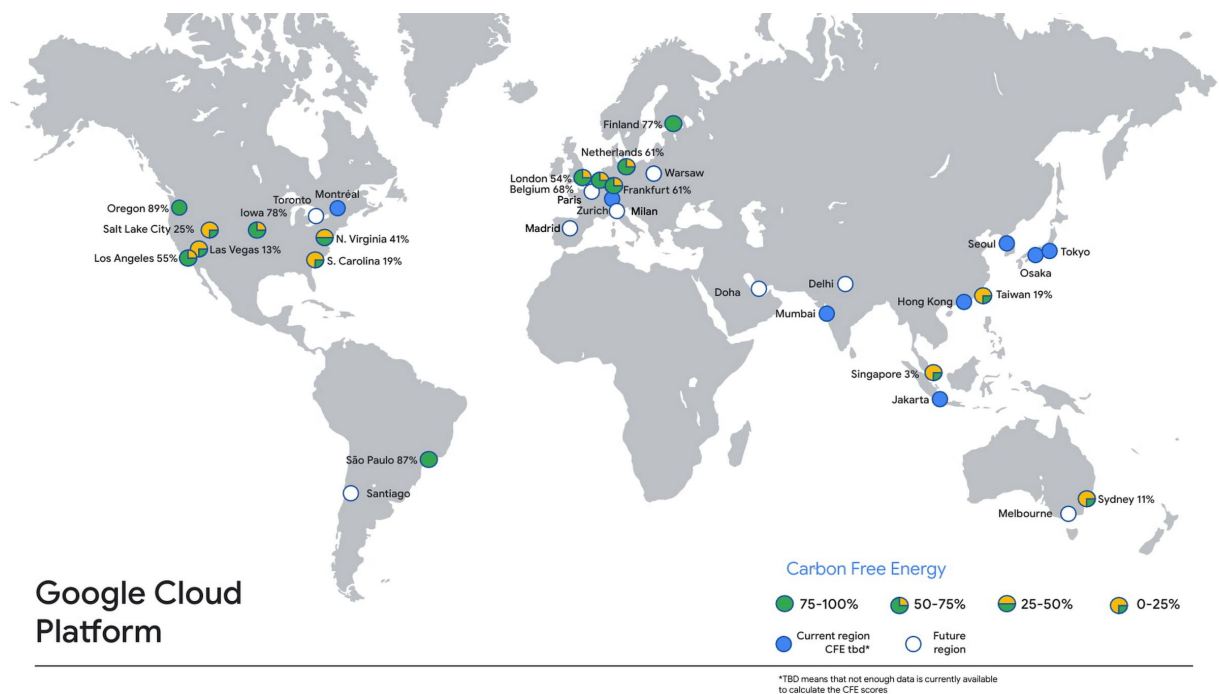 Finland 77%
Netherlands 61%
Warsaw
London 54%
Belgium 68%
Frankfurt 61%
Paris
Zurich
Milan
Madrid
Montréal
Toronto
Oregon 89%
Iowa 78%
Salt Lake City 25%
N. Virginia 41%
Las Vegas 13%
Los Angeles 55%
S. Carolina 19%
Seoul
Tokyo
Osaka
Doha
Delhi
Taiwan 19%
Hong Kong
Mumbai
Singapore 3%
Jakarta
São Paulo 87%
Santiago
Sydney 11%
Melbourne
Google Cloud
Platform
Carbon Free Energy
75-100%
50-75%
25-50%
0-25%
Current region
CFE tbd*
Future
region
*TBD means that not enough data is currently available
to calculate the CFE scores